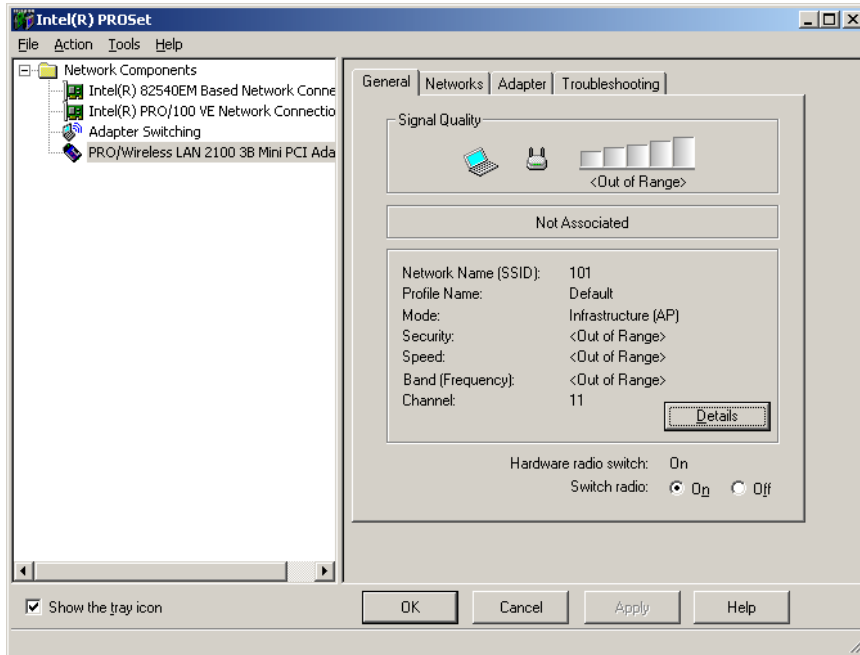 Intel(R) PROSet
File Action Tools Help
Network Components
Intel(R) 82540EM Based Network Conne
Intel(R) PRO/100 VE Network Connectio
Adapter Switching
PRO/Wireless LAN 2100 3B Mini PCI Ada
General Networks Adapter Troubleshooting
Signal Quality
<Out of Range>
Not Associated
Network Name (SSID): 101
Profile Name: Default
Mode: Infrastructure (AP)
Security: <Out of Range>
Speed: <Out of Range>
Band (Frequency): <Out of Range>
Channel: 11
Details
Hardware radio switch: On
Switch radio: On Off
Show the tray icon
OK Cancel Apply Help